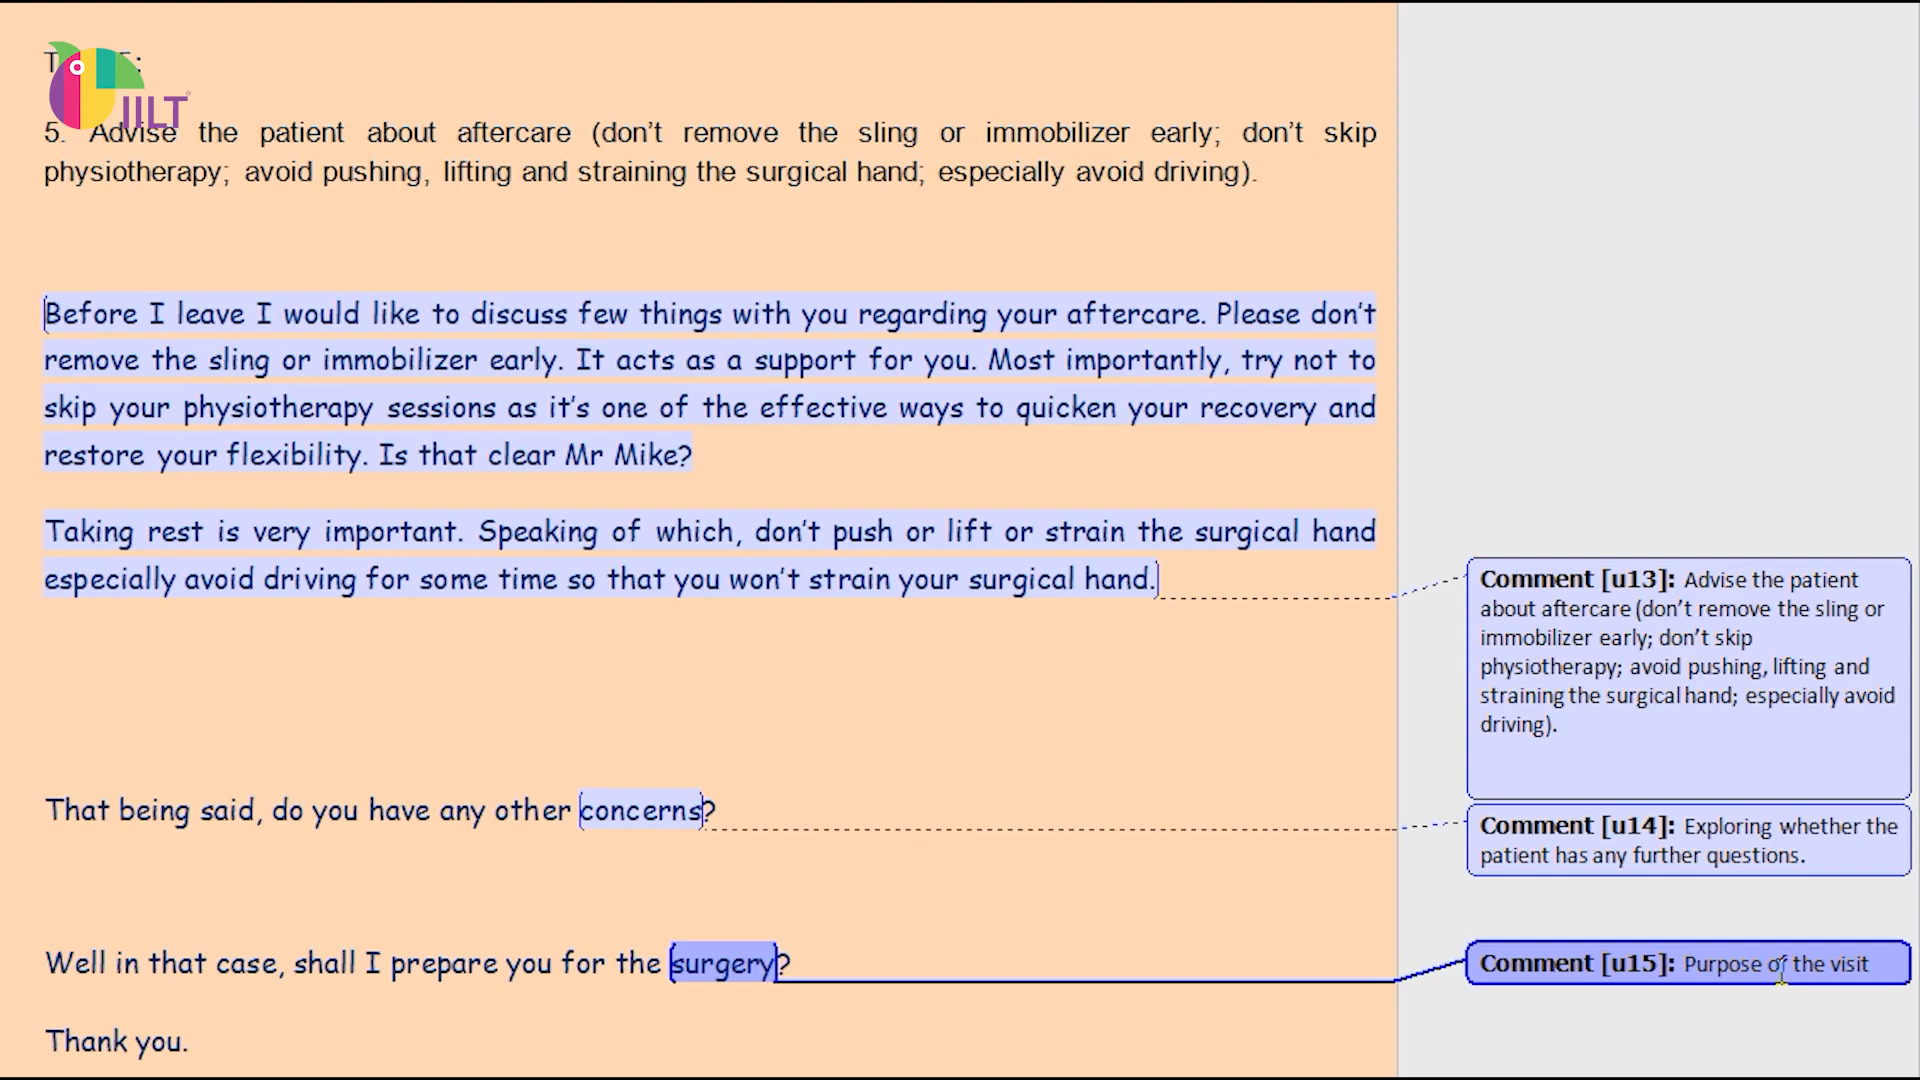 IILT
5. Advise the patient about aftercare (don't remove the sling or immobilizer early; don't skip
physiotherapy; avoid pushing, lifting and straining the surgical hand; especially avoid driving).
Before I leave I would like to discuss few things with you regarding your aftercare. Please don't
remove the sling or immobilizer early. It acts as a support for you. Most importantly, try not to
skip your physiotherapy sessions as it's one of the effective ways to quicken your recovery and
restore your flexibility. Is that clear Mr Mike?
Taking rest is very important. Speaking of which, don't push or lift or strain the surgical hand
especially avoid driving for some time so that you won't strain your surgical hand.
Comment [u13]: Advise the patient
about aftercare (don't remove the sling or
immobilizer early; don't skip
physiotherapy; avoid pushing, lifting and
straining the surgical hand; especially avoid
driving).
That being said, do you have any other concerns?
Comment [u14]: Exploring whether the
patient has any further questions.
Well in that case, shall I prepare you for the surgery?
Comment [u15]: Purpose of the visit
Thank you.